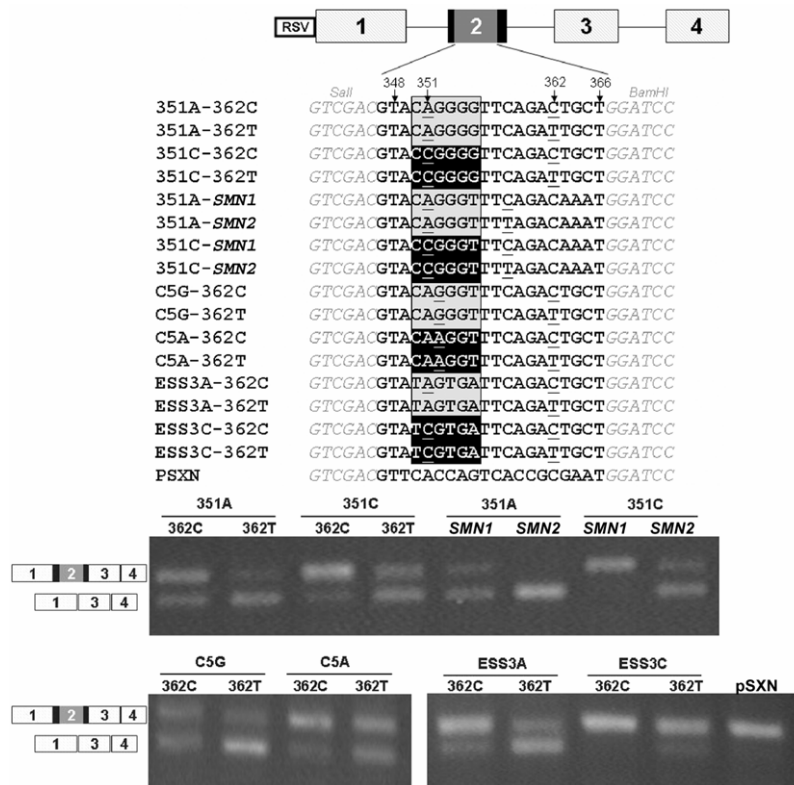 RSV 1 2 3 4
348 351 362 366
SalI BamHI
351A-362C GTCGACGTACAGGGGTTCAGACTGCTGGATCC
351A-362T GTCGACGTACAGGGGTTCAGATTGCTGGATCC
351C-362C GTCGACGTACCGGGGTTCAGACTGCTGGATCC
351C-362T GTCGACGTACCGGGGTTCAGATTGCTGGATCC
351A-SMN1 GTCGACGTACAGGGTTTCAGACAAATGGATCC
351A-SMN2 GTCGACGTACAGGGTTTTAGACAAATGGATCC
351C-SMN1 GTCGACGTACCGGGTTTCAGACAAATGGATCC
351C-SMN2 GTCGACGTACCGGGTTTTAGACAAATGGATCC
C5G-362C GTCGACGTACAGGGTTTCAGACTGCTGGATCC
C5G-362T GTCGACGTACAGGGTTTCAGATTGCTGGATCC
C5A-362C GTCGACGTACAAGGTTTCAGACTGCTGGATCC
C5A-362T GTCGACGTACAAGGTTTCAGATTGCTGGATCC
ESS3A-362C GTCGACGTATAGTGATTCAGACTGCTGGATCC
ESS3A-362T GTCGACGTATAGTGATTCAGATTGCTGGATCC
ESS3C-362C GTCGACGTATCGTGATTCAGACTGCTGGATCC
ESS3C-362T GTCGACGTATCGTGATTCAGATTGCTGGATCC
PSXN GTCGACGTTCACCAGTCACCGCGAATGGATCC
351A 351C 351A 351C
362C 362T 362C 362T SMN1 SMN2 SMN1 SMN2
1 2 3 4
1 3 4
C5G C5A ESS3A ESS3C
362C 362T 362C 362T 362C 362T 362C 362T pSXN
1 2 3 4
1 3 4